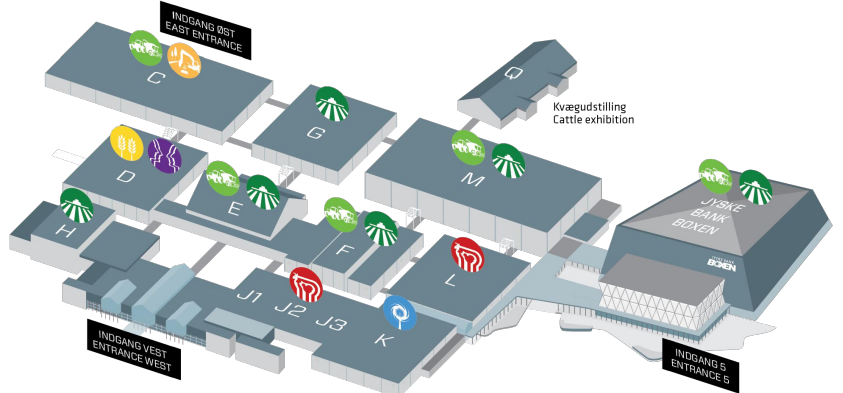 INDGANG ØST
EAST ENTRANCE
C
Q
Kvægudstilling
Cattle exhibition
G
M
D
E
H
F
L
JYSKE
BANK
BOXEN
BOXEN
J1
J2
J3
K
INDGANG VEST
ENTRANCE WEST
INDGANG 5
ENTRANCE 5